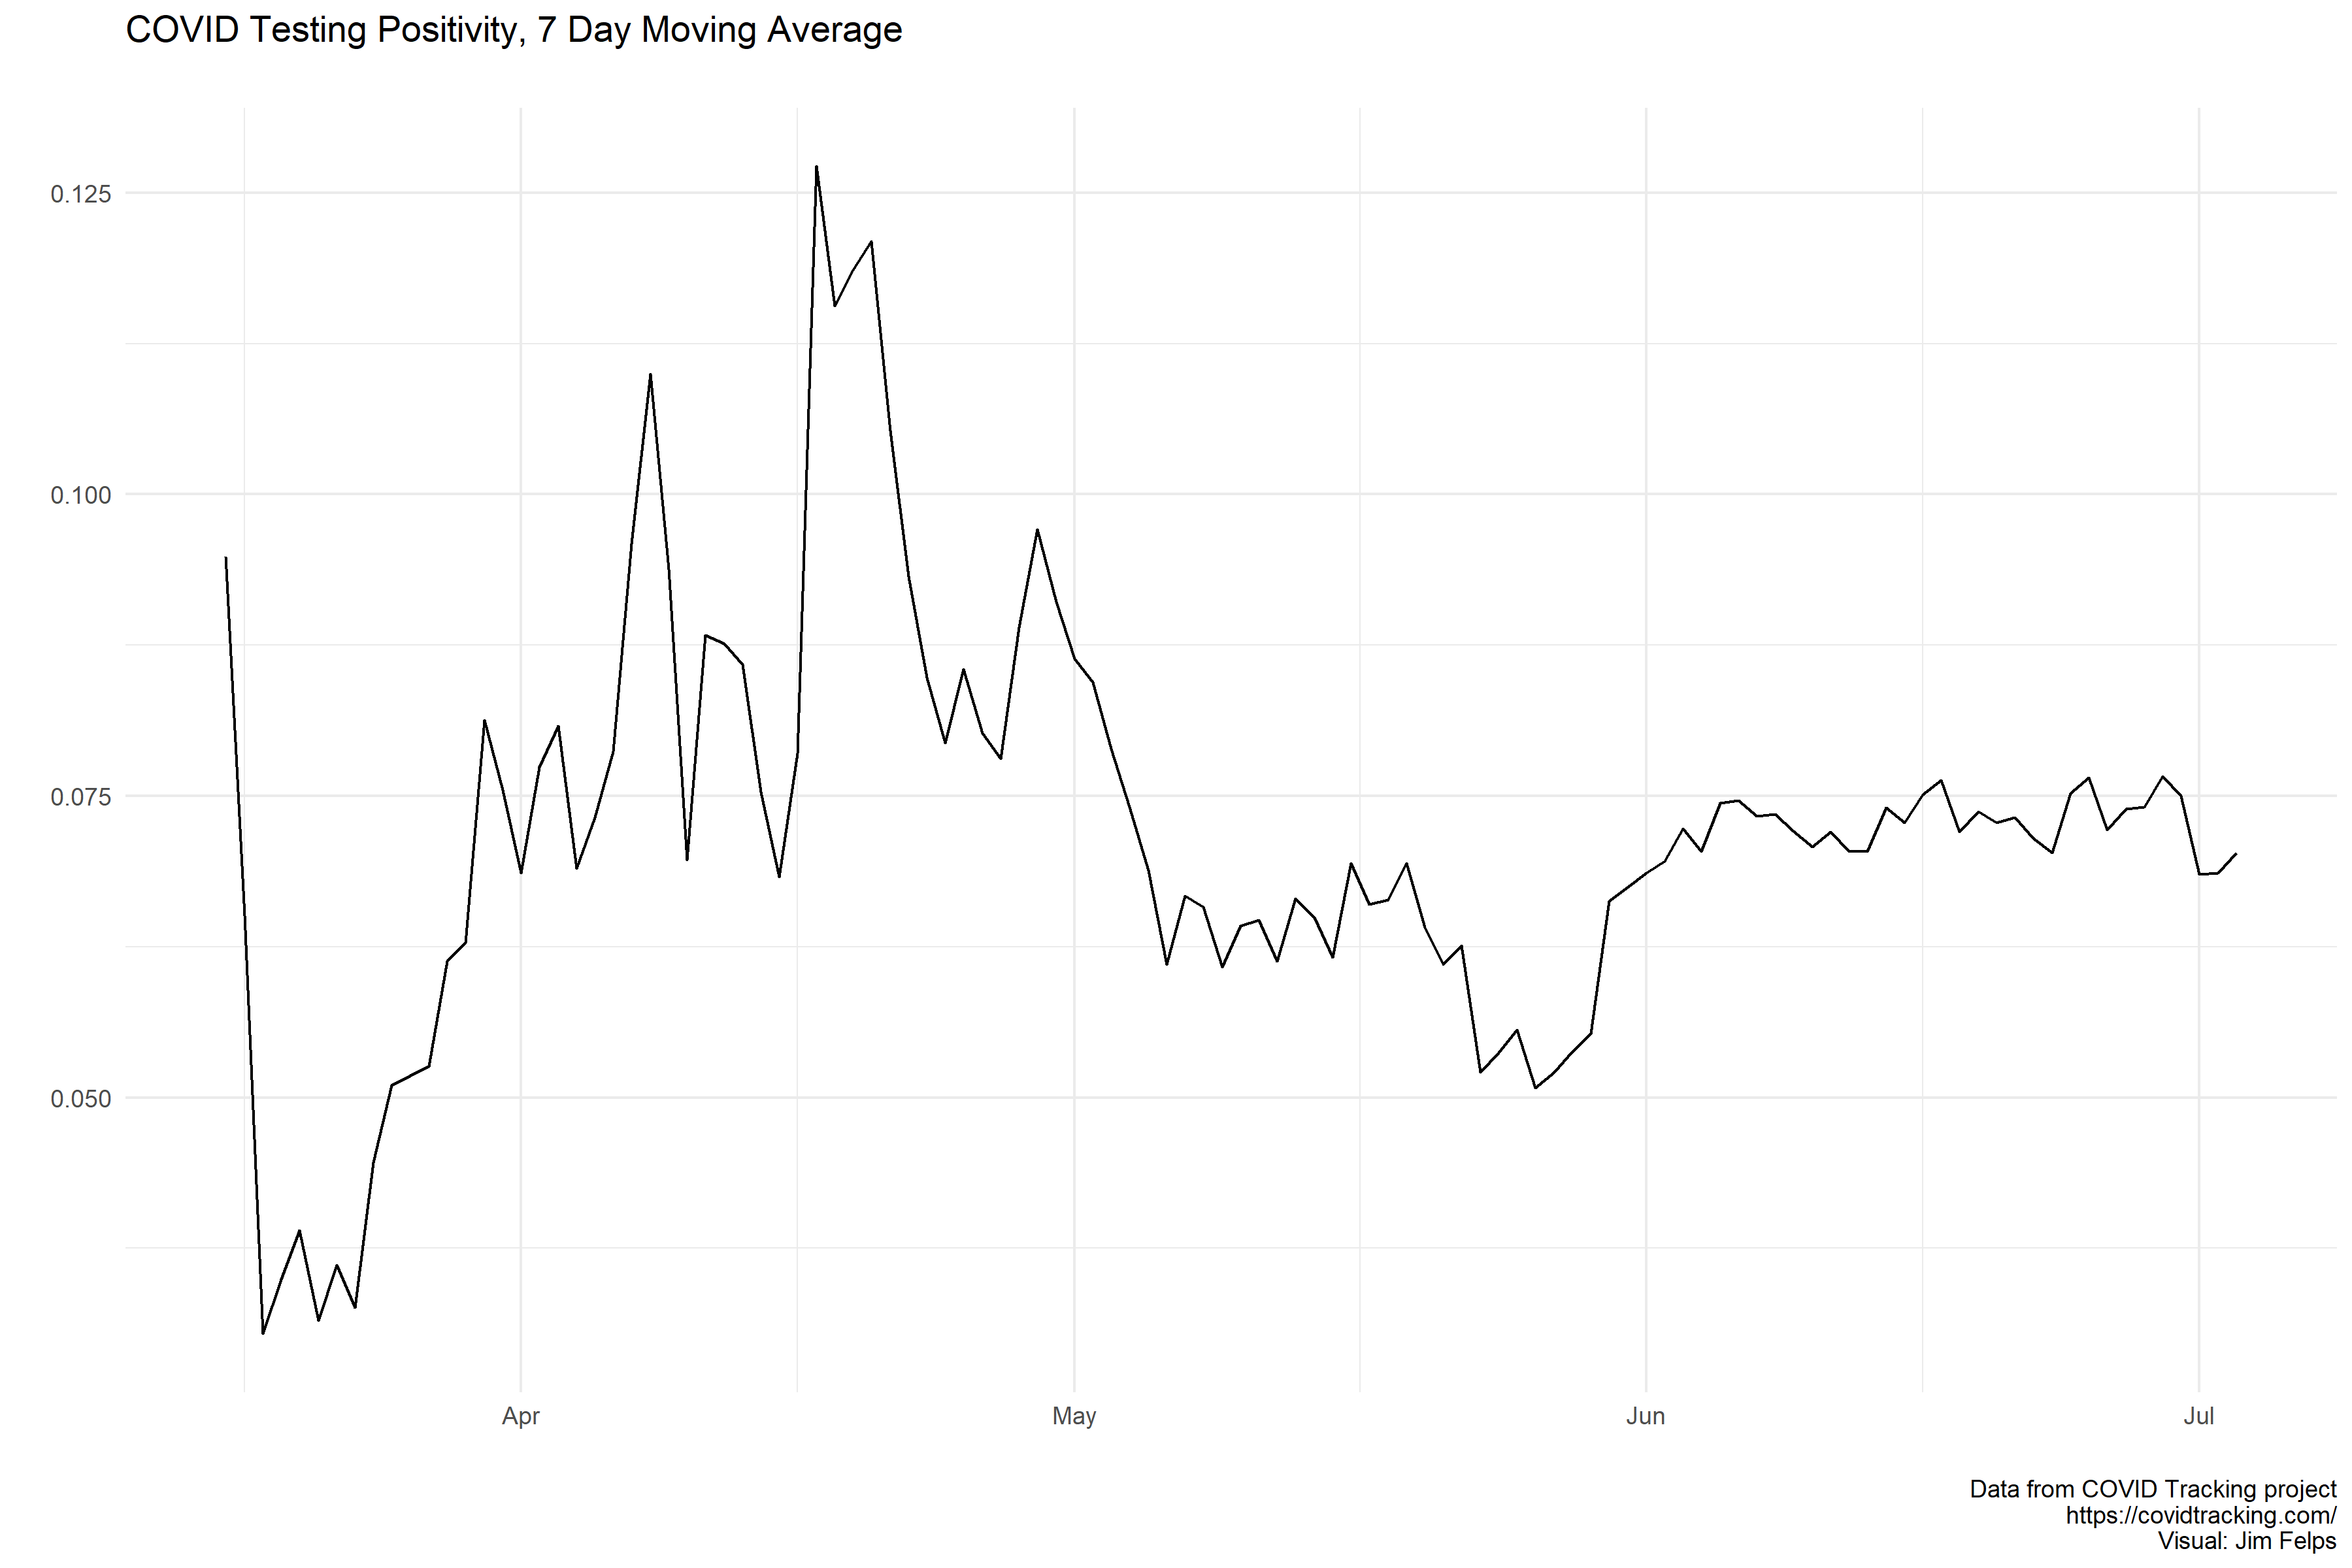 COVID Testing Positivity, 7 Day Moving Average
0.125
0.100
0.075
0.050
Apr May Jun Jul
Data from COVID Tracking project
https://covidtracking.com/
Visual: Jim Felps